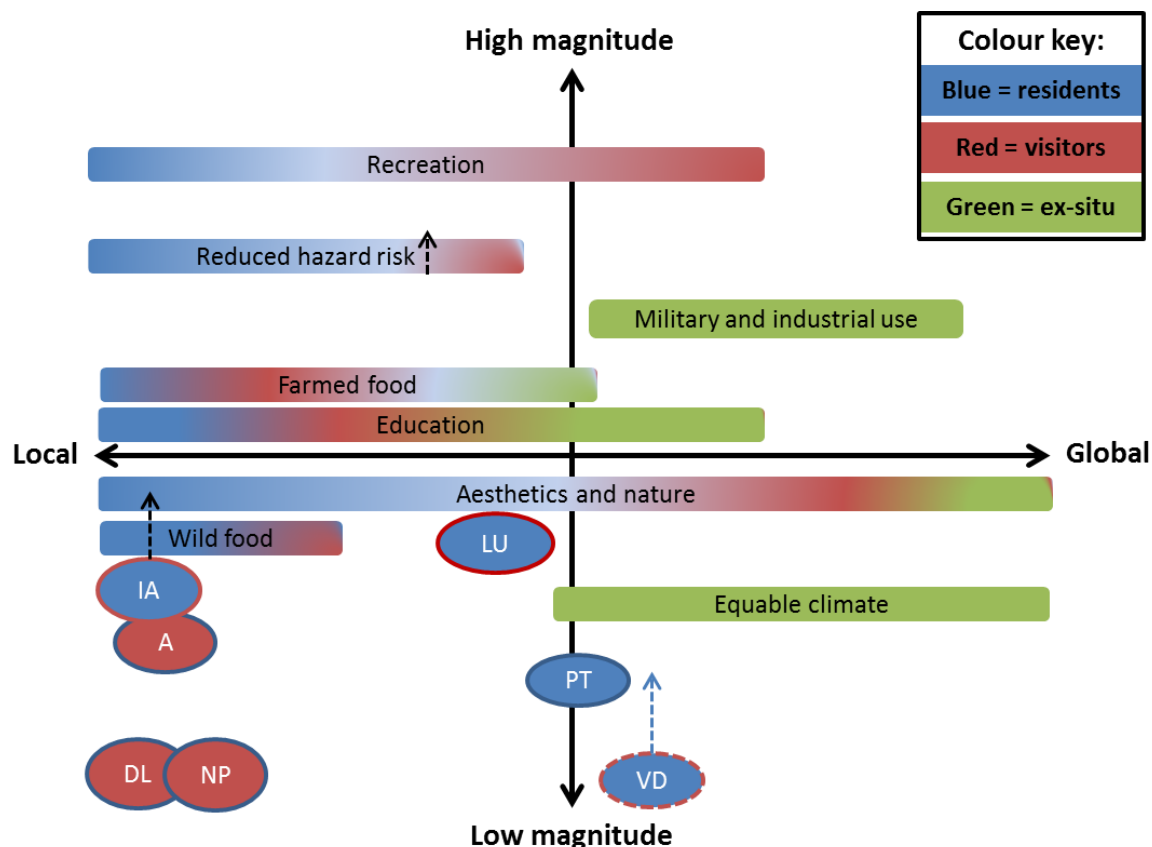 High magnitude
Colour key:
Blue = residents
Red = visitors
Green = ex-situ
Recreation
Reduced hazard risk
Military and industrial use
Farmed food
Education
Local
Global
Aesthetics and nature
Wild food
LU
IA
Equable climate
A
PT
DL
NP
VD
Low magnitude